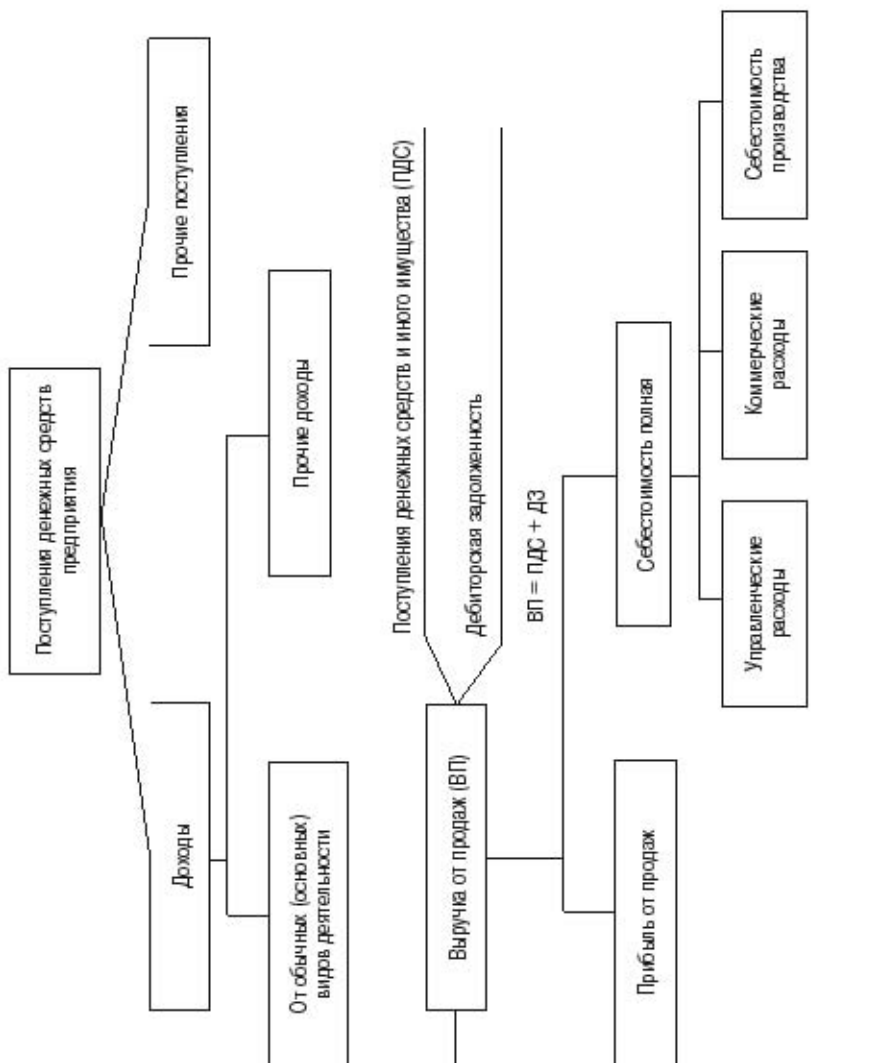 Поступления денежных средств
предприятия
Доходы
Прочие поступления
От обычных (основных)
видов деятельности
Прочие доходы
Выручка от продаж (ВП)
Поступления денежных средств и иного имущества (ПДС)
Дебиторская задолженность
ВП = ПДС + ДЗ
Прибыль от продаж
Себестоимость полная
Управленческие
расходы
Коммерческие
расходы
Себестоимость
производства